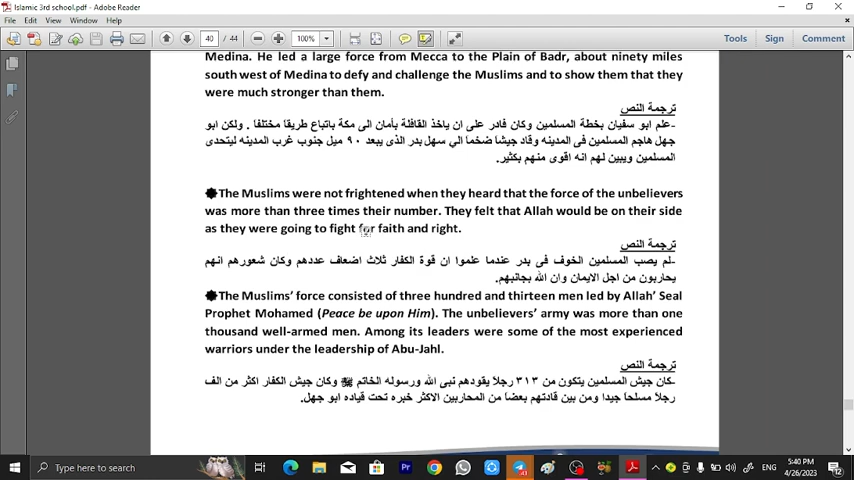 Islamic 3rd school.pdf - Adobe Reader
File Edit View Window Help
40 / 44 100% Tools Sign Comment
Medina. He led a large force from Mecca to the Plain of Badr, about ninety miles
south west of Medina to defy and challenge the Muslims and to show them that they
were much stronger than them.
ترجمة النص
-علم ابو سفيان بخطة المسلمين وكان قادر على ان ياخذ القافلة بأمان الى مكة باتباع طريقا مختلفا . ولكن ابو
جهل هاجم المسلمين فى المدينه وقاد جيشا ضخما الي سهل بدر الذى يبعد ٩٠ ميل جنوب غرب المدينه ليتحدى
المسلمين ويبين لهم انه اقوى منهم بكثير.
The Muslims were not frightened when they heard that the force of the unbelievers
was more than three times their number. They felt that Allah would be on their side
as they were going to fight for faith and right.
ترجمة النص
-لم يصب المسلمين الخوف فى بدر عندما علموا ان قوة الكفار ثلاث اضعاف عددهم وكان شعورهم انهم
يحاربون من اجل الايمان وان الله بجانبهم.
The Muslims’ force consisted of three hundred and thirteen men led by Allah’ Seal
Prophet Mohamed (Peace be upon Him). The unbelievers’ army was more than one
thousand well-armed men. Among its leaders were some of the most experienced
warriors under the leadership of Abu-Jahl.
ترجمة النص
-كان جيش المسلمين يتكون من ٣١٣ رجلاً يقودهم نبى الله ورسوله الخاتم ﷺ وكان جيش الكفار اكثر من الف
رجلاً مسلحاً جيدا ومن بين قادتهم بعضاً من المحاربين الاكثر خبره تحت قياده ابو جهل.
Type here to search
Pr
ENG
5:40 PM
4/26/2023
12